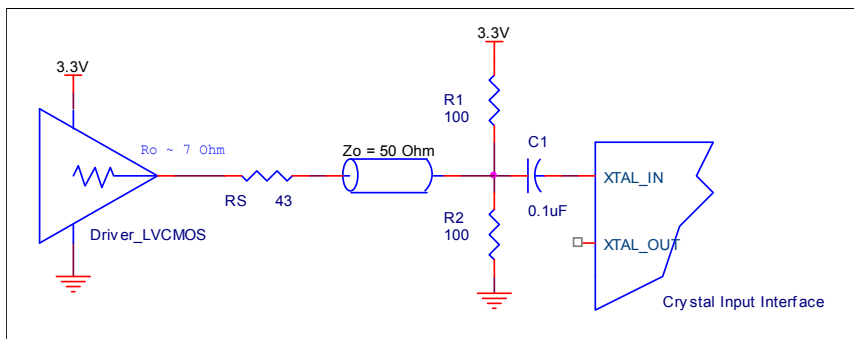 3.3V
3.3V
R1
100
C1
Ro ~ 7 Ohm
Zo = 50 Ohm
XTAL_IN
RS 43
0.1uF
R2
100
Driver_LVCMOS
XTAL_OUT
Crystal Input Interface